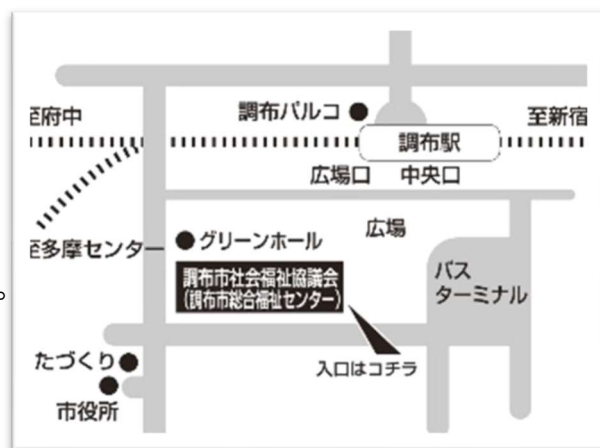 至府中
調布パルコ
至新宿
調布駅
広場口
中央口
至多摩センター
グリーンホール
広場
調布市社会福祉協議会
(調布市総合福祉センター)
バス
ターミナル
たづくり
入口はコチラ
市役所
。